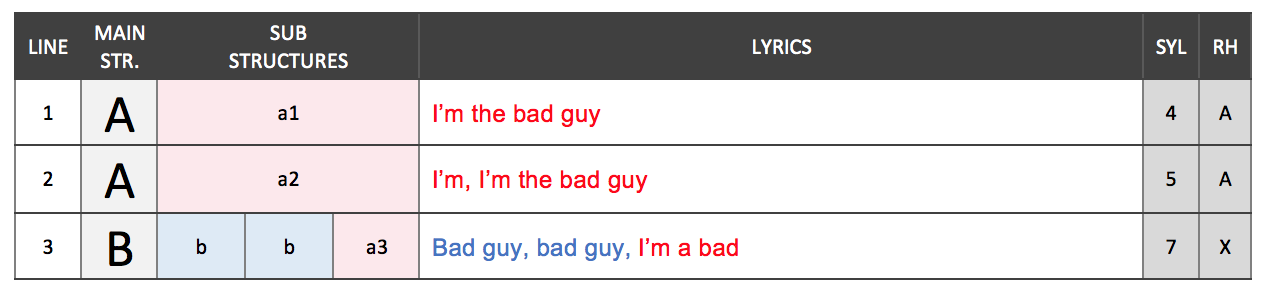 LINE MAIN STR. SUB STRUCTURES LYRICS SYL RH
1 A a1 I’m the bad guy 4 A
2 A a2 I’m, I’m the bad guy 5 A
3 B b b a3 Bad guy, bad guy, I’m a bad 7 X